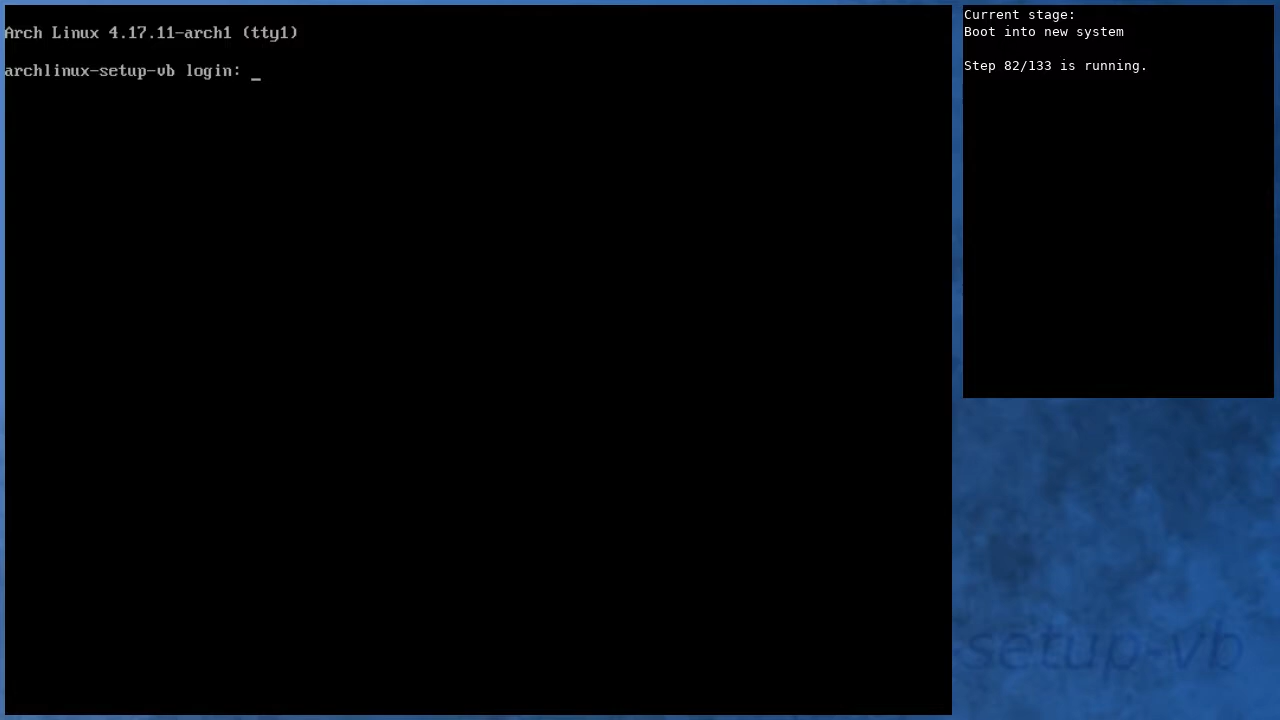 Arch Linux 4.17.11-arch1 (tty1)
archlinux-setup-vb login: _
Current stage:
Boot into new system
Step 82/133 is running.
-setup-vb